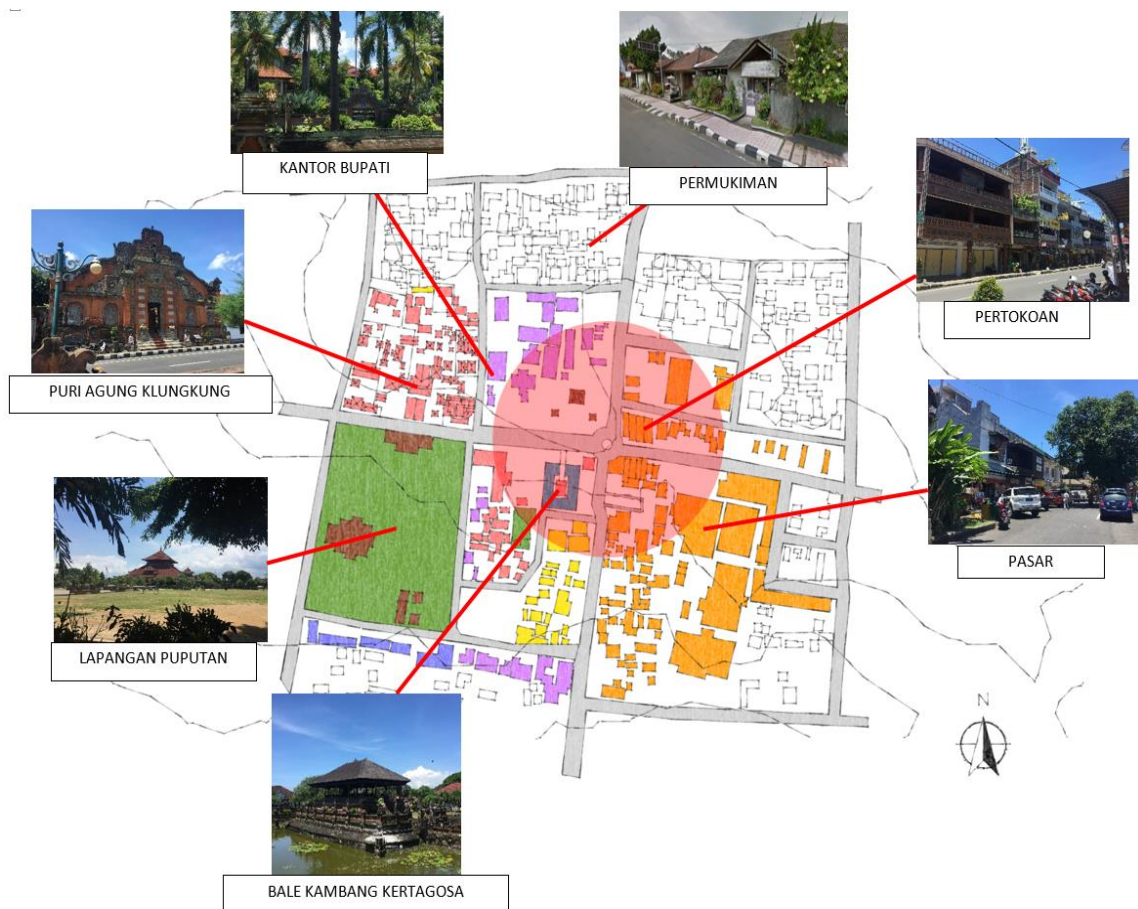 KANTOR BUPATI
PERMUKIMAN
PERTOKOAN
PURI AGUNG KLUNGKUNG
PASAR
LAPANGAN PUPUTAN
N
BALE KAMBANG KERTAGOSA